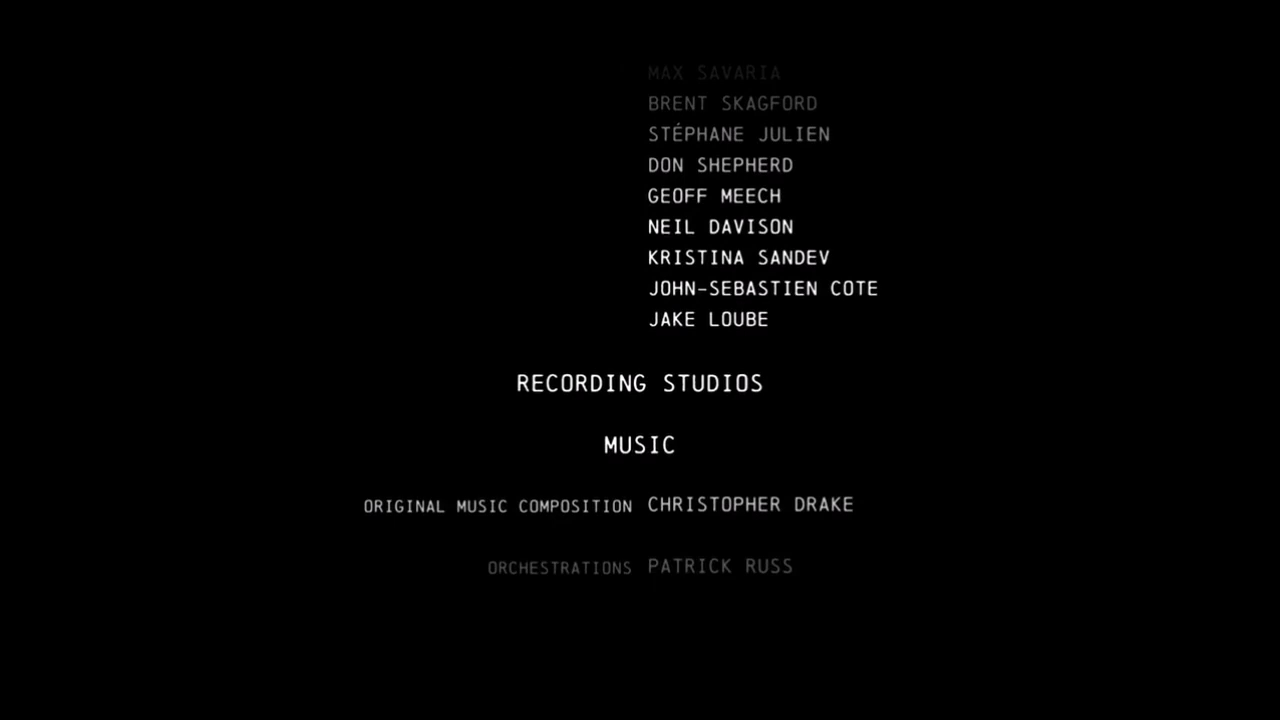 MAX SAVARIA
BRENT SKAGFORD
STÉPHANE JULIEN
DON SHEPHERD
GEOFF MEECH
NEIL DAVISON
KRISTINA SANDEV
JOHN-SEBASTIEN COTE
JAKE LOUBE
RECORDING STUDIOS
MUSIC
ORIGINAL MUSIC COMPOSITION CHRISTOPHER DRAKE
ORCHESTRATIONS PATRICK RUSS